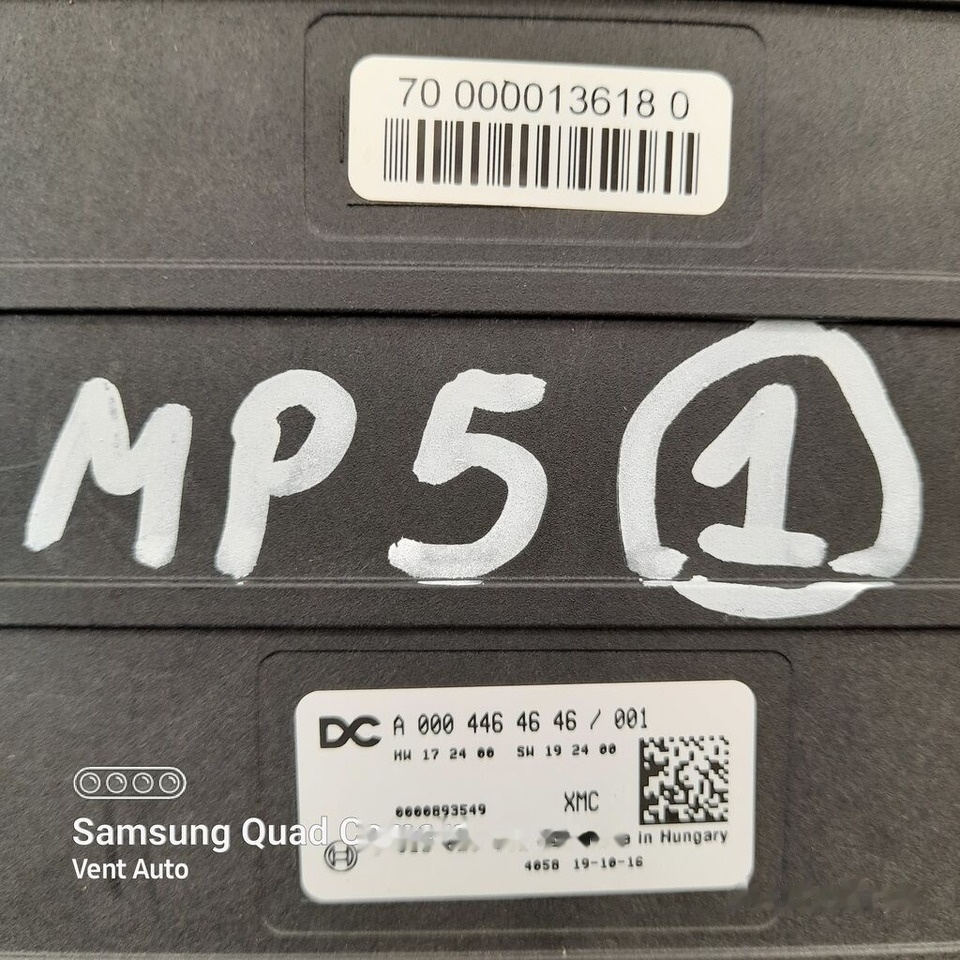 70 000013618 0
MP5 1
DC A 000 446 46 46 / 001
HW 17 24 00 SW 19 24 00
0000893549 XMC
Samsung Quad
in Hungary
Vent Auto
4058 19-10-16